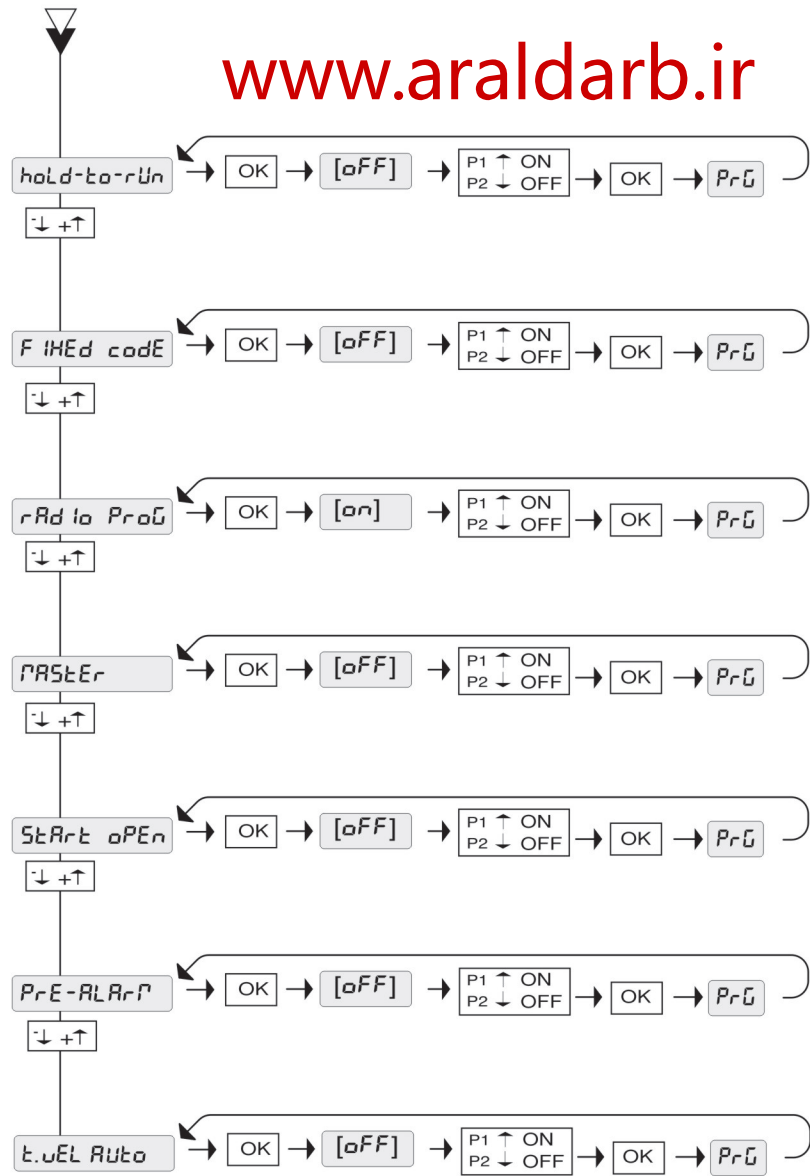 www.araldarb.ir
hoLd-to-rUn OK [oFF] P1 ↑ ON OK PrG
P2 ↓ OFF
-↓ +↑
FIXEd codE OK [oFF] P1 ↑ ON OK PrG
P2 ↓ OFF
-↓ +↑
rAdIo ProG OK [on] P1 ↑ ON OK PrG
P2 ↓ OFF
-↓ +↑
MAStEr OK [oFF] P1 ↑ ON OK PrG
P2 ↓ OFF
-↓ +↑
StArt oPEn OK [oFF] P1 ↑ ON OK PrG
P2 ↓ OFF
-↓ +↑
PrE-ALArM OK [oFF] P1 ↑ ON OK PrG
P2 ↓ OFF
-↓ +↑
t.vEL AUto OK [oFF] P1 ↑ ON OK PrG
P2 ↓ OFF